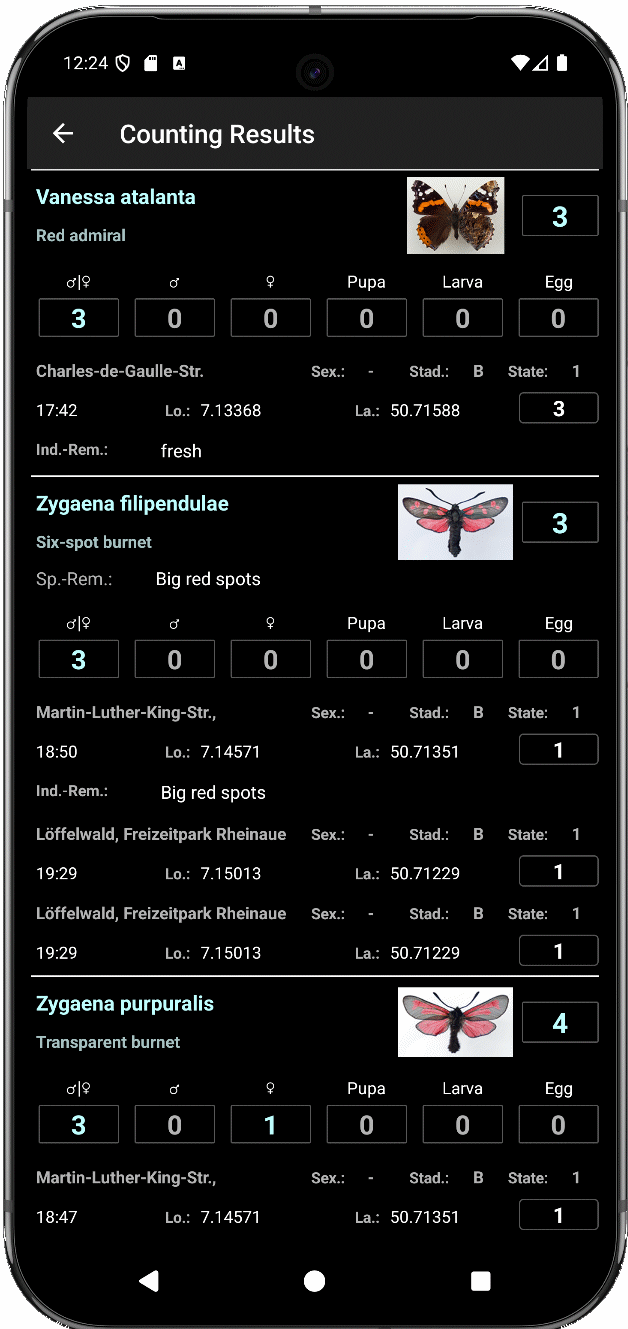 12:24
Counting Results
Vanessa atalanta
3
Red admiral
♂|♀ ♂ ♀ Pupa Larva Egg
3 0 0 0 0 0
Charles-de-Gaulle-Str. Sex.: - Stad.: B State: 1
17:42 Lo.: 7.13368 La.: 50.71588 3
Ind.-Rem.: fresh
Zygaena filipendulae
3
Six-spot burnet
Sp.-Rem.: Big red spots
♂|♀ ♂ ♀ Pupa Larva Egg
3 0 0 0 0 0
Martin-Luther-King-Str., Sex.: - Stad.: B State: 1
18:50 Lo.: 7.14571 La.: 50.71351 1
Ind.-Rem.: Big red spots
Löffelwald, Freizeitpark Rheinaue Sex.: - Stad.: B State: 1
19:29 Lo.: 7.15013 La.: 50.71229 1
Löffelwald, Freizeitpark Rheinaue Sex.: - Stad.: B State: 1
19:29 Lo.: 7.15013 La.: 50.71229 1
Zygaena purpuralis
4
Transparent burnet
♂|♀ ♂ ♀ Pupa Larva Egg
3 0 1 0 0 0
Martin-Luther-King-Str., Sex.: - Stad.: B State: 1
18:47 Lo.: 7.14571 La.: 50.71351 1